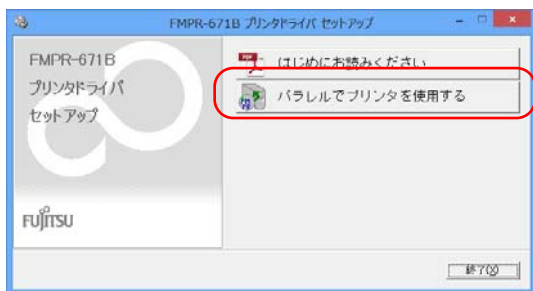 FMPR-671B プリンタドライバ セットアップ
FMPR-671B
プリンタドライバ
セットアップ
はじめにお読みください
パラレルでプリンタを使用する
FUJITSU
終了(X)